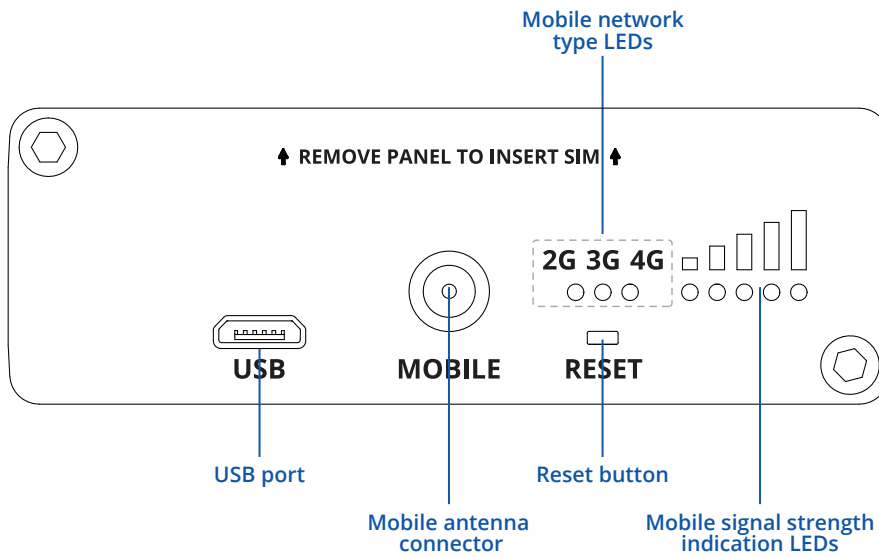 Mobile network
type LEDs
REMOVE PANEL TO INSERT SIM
2G 3G 4G
USB
MOBILE
RESET
USB port
Reset button
Mobile antenna
connector
Mobile signal strength
indication LEDs